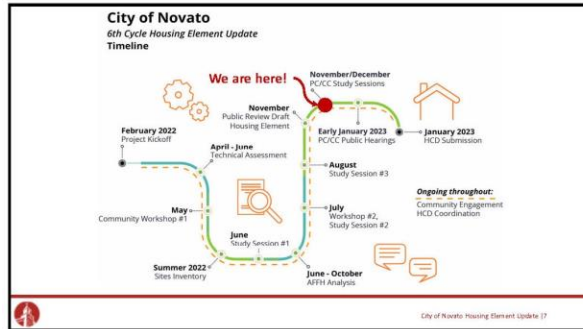 City of Novato
6th Cycle Housing Element Update
Timeline
We are here!
November/December
PC/CC Study Sessions
November
Public Review Draft
Housing Element
Early January 2023
PC/CC Public Hearings
January 2023
HCD Submission
February 2022
Project Kickoff
April - June
Technical Assessment
August
Study Session #3
Ongoing throughout:
Community Engagement
HCD Coordination
May
Community Workshop #1
July
Workshop #2,
Study Session #2
June
Study Session #1
Summer 2022
Sites Inventory
June - October
AFFH Analysis
City of Novato Housing Element Update |7